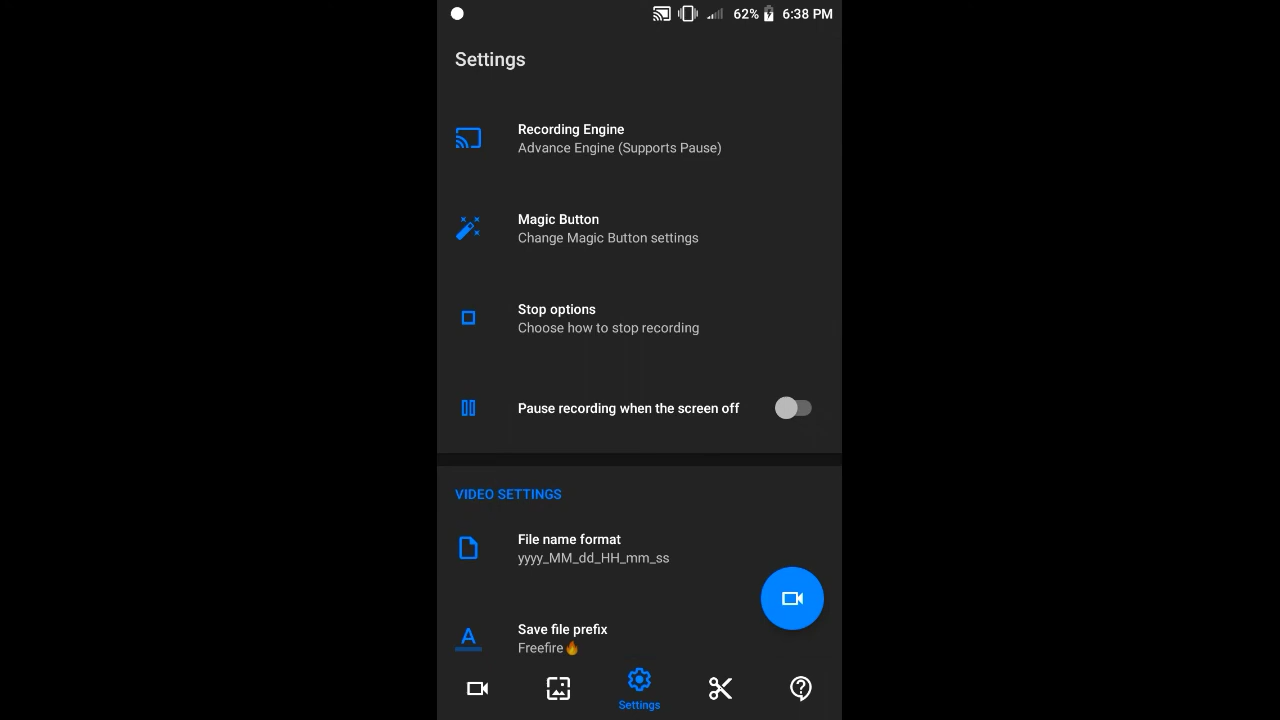 62% 6:38 PM
Settings
Recording Engine
Advance Engine (Supports Pause)
Magic Button
Change Magic Button settings
Stop options
Choose how to stop recording
Pause recording when the screen off
VIDEO SETTINGS
File name format
yyyy_MM_dd_HH_mm_ss
A
Save file prefix
Freefire🔥
Settings